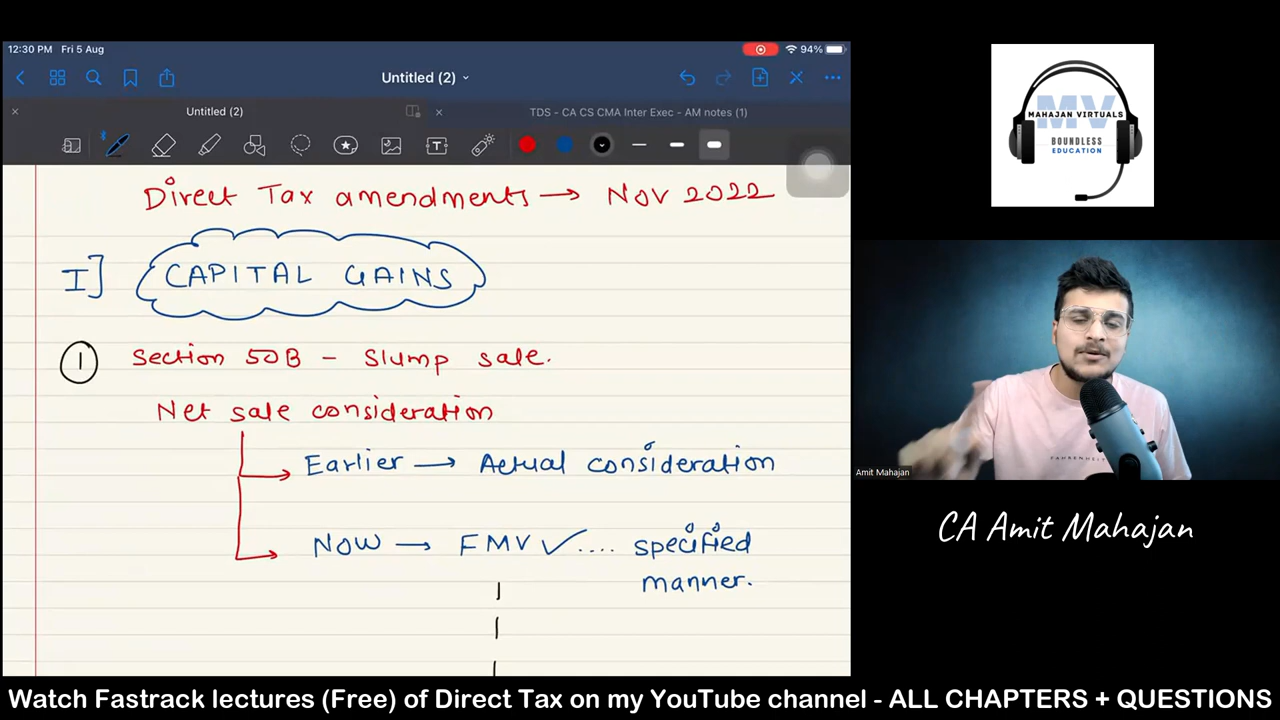 12:30 PM Fri 5 Aug
94%
Untitled (2)
Untitled (2)
TDS - CA CS CMA Inter Exec - AM notes (1)
Direct Tax amendments → Nov 2022
I] CAPITAL GAINS
① Section 50B - Slump sale.
Net sale consideration
Earlier → Actual consideration
Now → FMV ✓.... specified
manner.
MV
MAHAJAN VIRTUALS
BOUNDLESS
EDUCATION
FAHRENHEIT
Amit Mahajan
CA Amit Mahajan
Watch Fastrack lectures (Free) of Direct Tax on my YouTube channel - ALL CHAPTERS + QUESTIONS